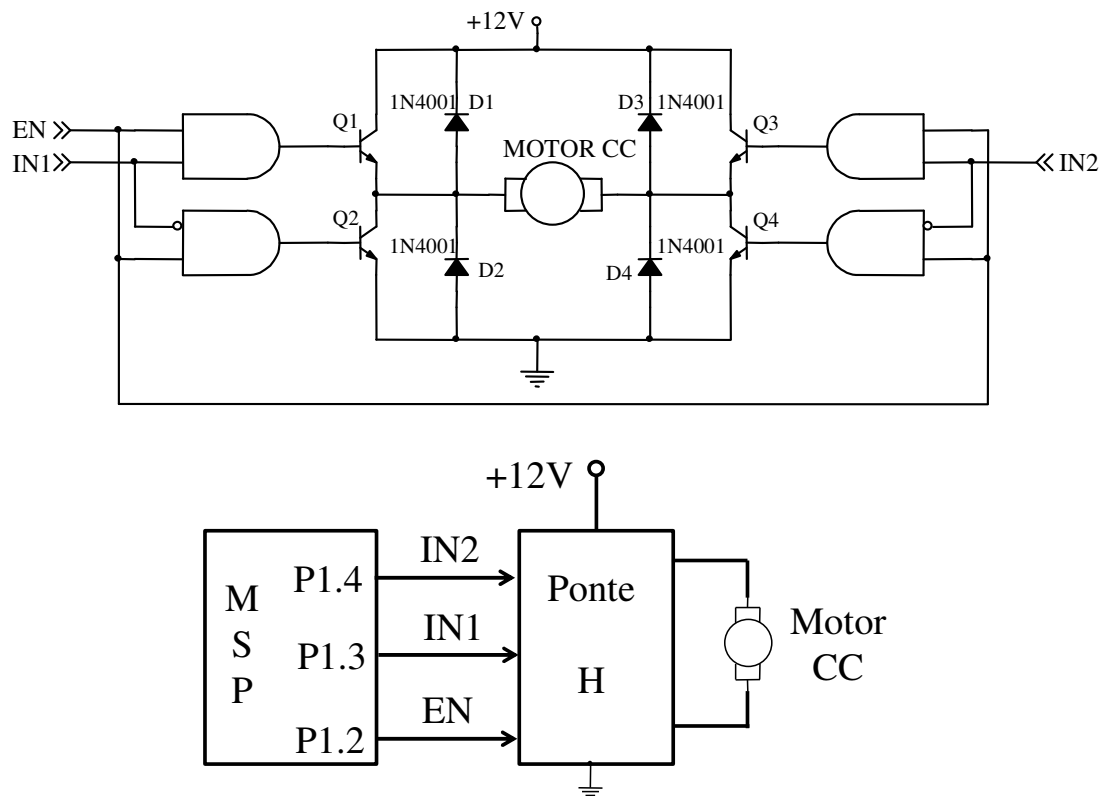 +12V
1N4001 D1
D3 1N4001
EN
Q1
Q3
IN1
MOTOR CC
IN2
Q2
1N4001
1N4001
Q4
D2
D4
+12V
IN2
P1.4
Ponte
M
S
P
IN1
P1.3
H
Motor
CC
EN
P1.2